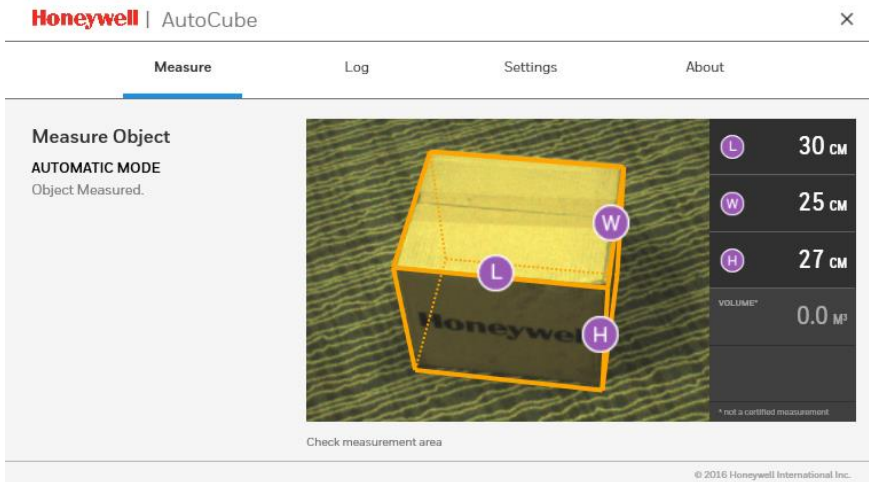 Honeywell | AutoCube
Measure Log Settings About
Measure Object
AUTOMATIC MODE
Object Measured.
L 30 CM
W 25 CM
H 27 CM
VOLUME*
0.0 M³
* not a certified measurement
W
L
H
Honeywell
Check measurement area
© 2016 Honeywell International Inc.